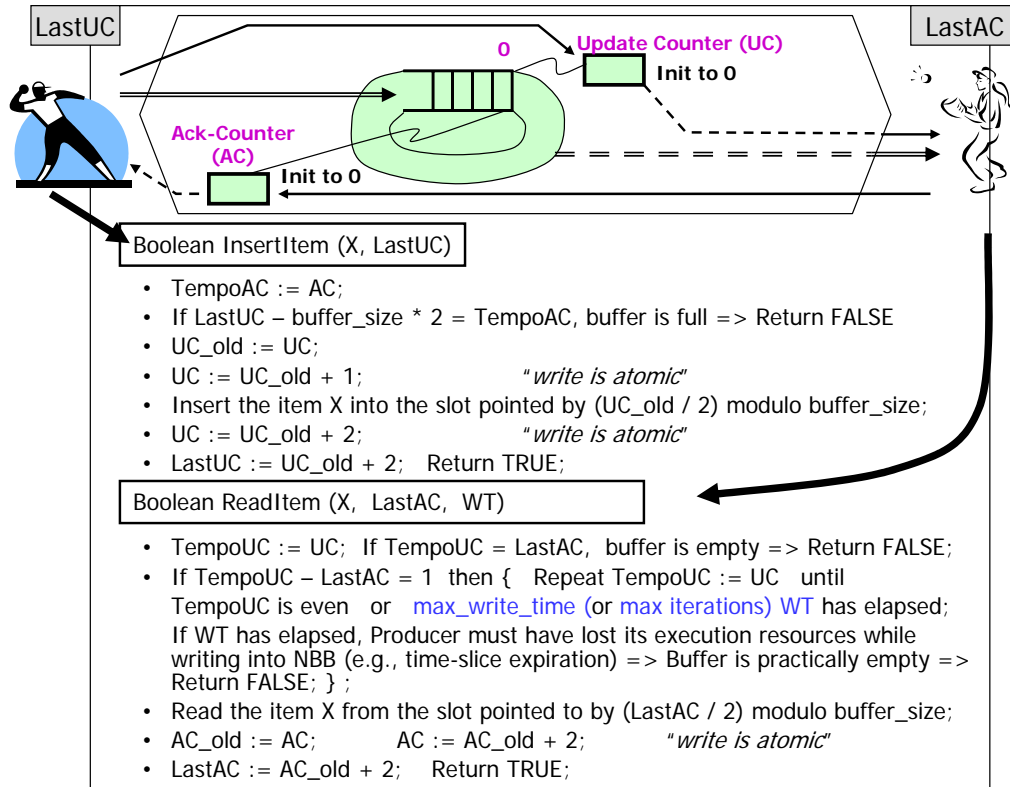 LastUC
LastAC
0
Update Counter (UC)
Init to 0
Ack-Counter
(AC)
Init to 0
Boolean InsertItem (X, LastUC)
• TempoAC := AC;
• If LastUC – buffer_size * 2 = TempoAC, buffer is full => Return FALSE
• UC_old := UC;
• UC := UC_old + 1; "write is atomic"
• Insert the item X into the slot pointed by (UC_old / 2) modulo buffer_size;
• UC := UC_old + 2; "write is atomic"
• LastUC := UC_old + 2; Return TRUE;
Boolean ReadItem (X, LastAC, WT)
• TempoUC := UC; If TempoUC = LastAC, buffer is empty => Return FALSE;
• If TempoUC – LastAC = 1 then { Repeat TempoUC := UC until
TempoUC is even or max_write_time (or max iterations) WT has elapsed;
If WT has elapsed, Producer must have lost its execution resources while
writing into NBB (e.g., time-slice expiration) => Buffer is practically empty =>
Return FALSE; } ;
• Read the item X from the slot pointed to by (LastAC / 2) modulo buffer_size;
• AC_old := AC; AC := AC_old + 2; "write is atomic"
• LastAC := AC_old + 2; Return TRUE;